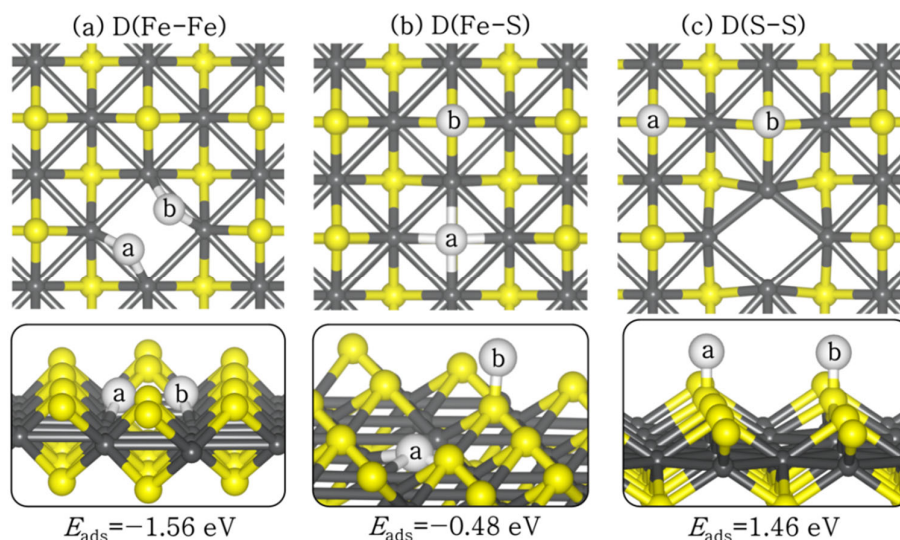 (a) D(Fe−Fe)
(b) D(Fe−S)
(c) D(S−S)
b
a
b
a
a
b
a
b
b
a
a
b
E_ads=−1.56 eV
E_ads=−0.48 eV
E_ads=1.46 eV